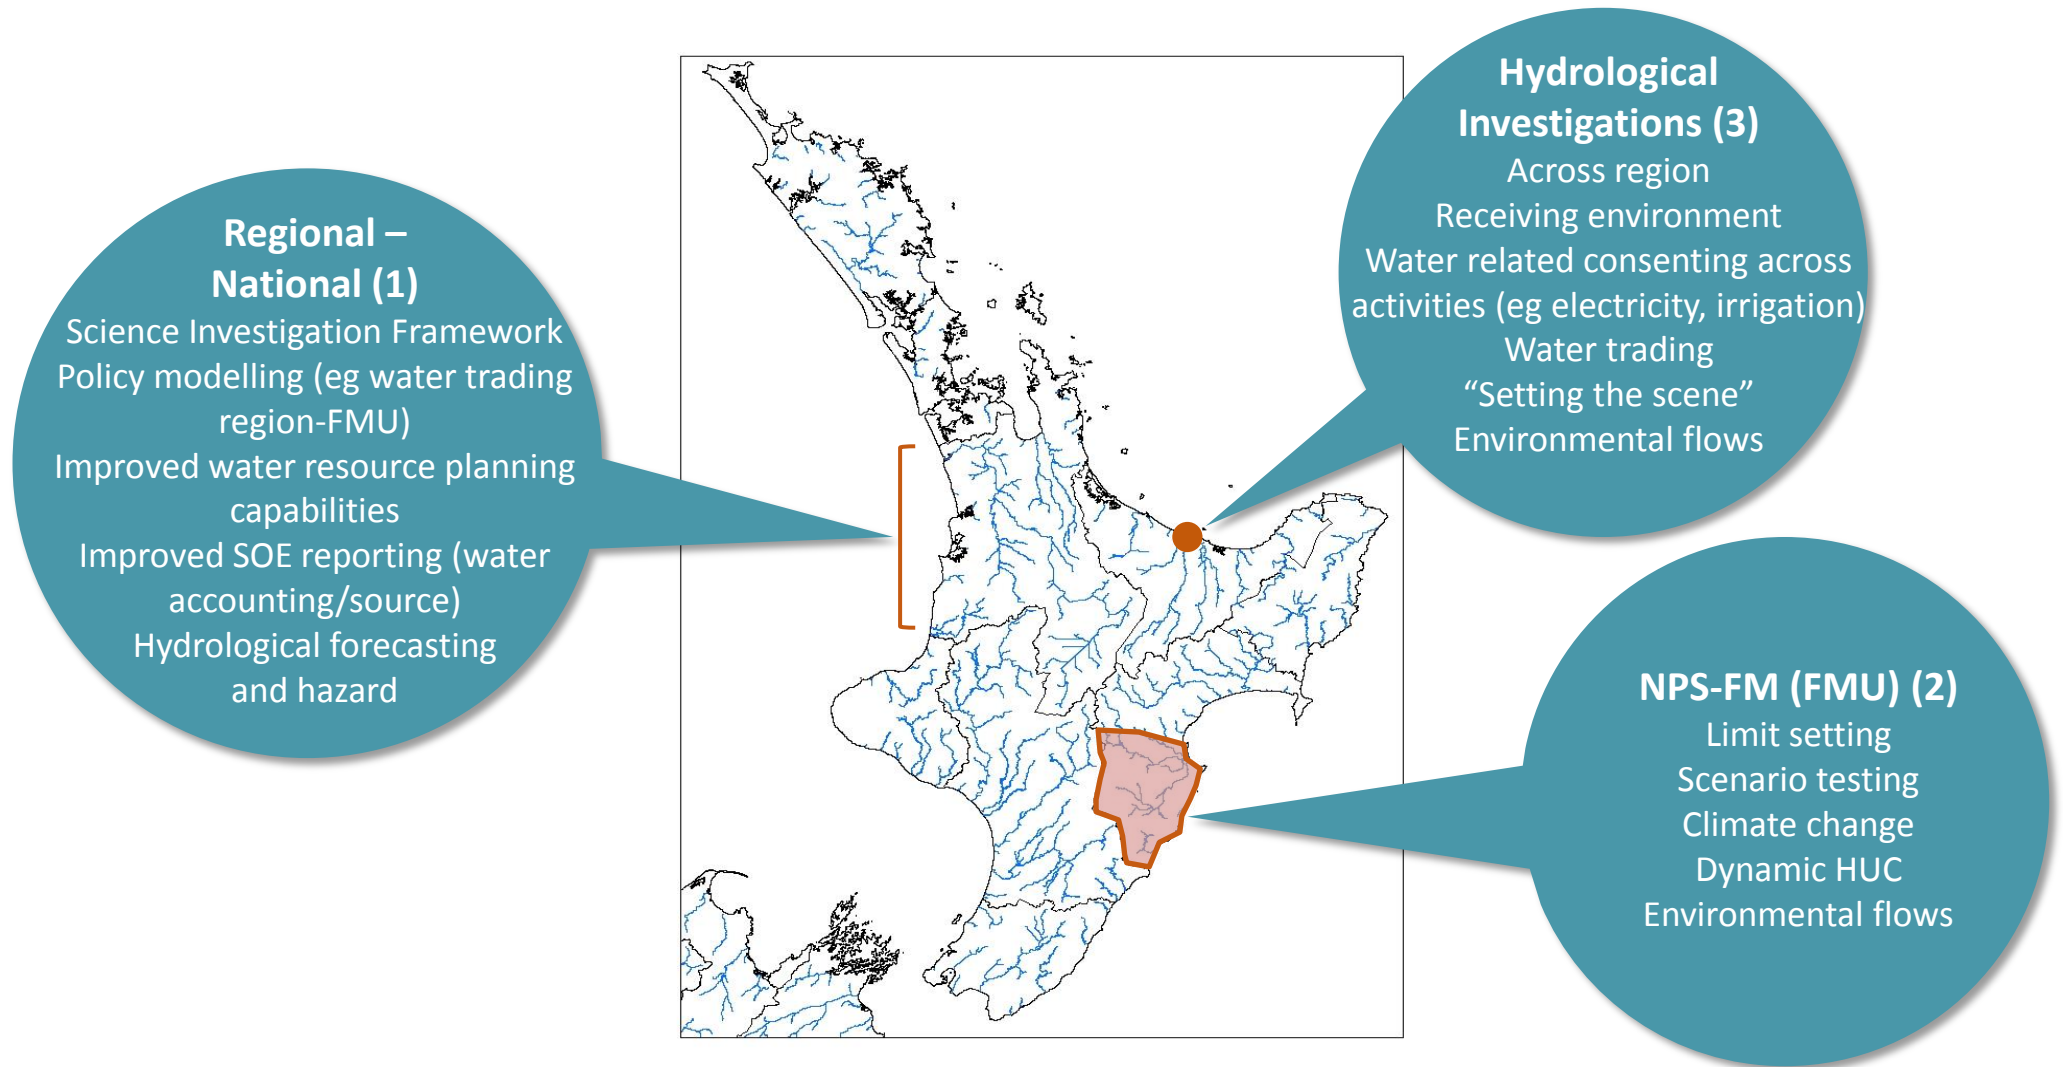 Regional –
National (1)
Science Investigation Framework
Policy modelling (eg water trading
region-FMU)
Improved water resource planning
capabilities
Improved SOE reporting (water
accounting/source)
Hydrological forecasting
and hazard
Hydrological
Investigations (3)
Across region
Receiving environment
Water related consenting across
activities (eg electricity, irrigation)
Water trading
“Setting the scene”
Environmental flows
NPS-FM (FMU) (2)
Limit setting
Scenario testing
Climate change
Dynamic HUC
Environmental flows